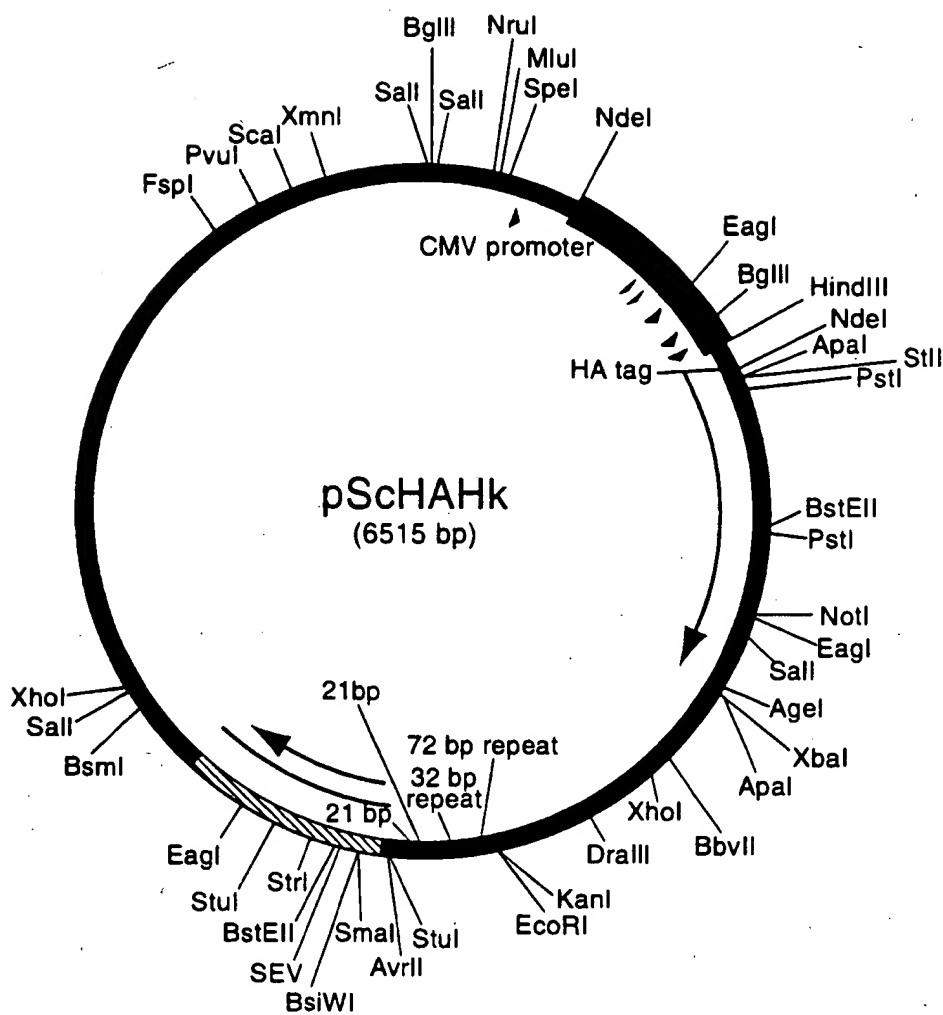 BglII
NruI
MluI
SpeI
SalI
SalI
XmnI
ScaI
PvuI
FspI
NdeI
CMV promoter
EagI
BglII
HindIII
NdeI
ApaI
StlI
PstI
HA tag
pScHAHk
(6515 bp)
BstEII
PstI
NotI
EagI
SalI
AgeI
XbaI
ApaI
BbvII
XhoI
DraIII
KanI
EcoRI
72 bp repeat
32 bp
repeat
21bp
21 bp
XhoI
SalI
BsmI
EagI
StuI
StrI
BstEII
SEV
BsiWI
SmaI
AvrII
StuI